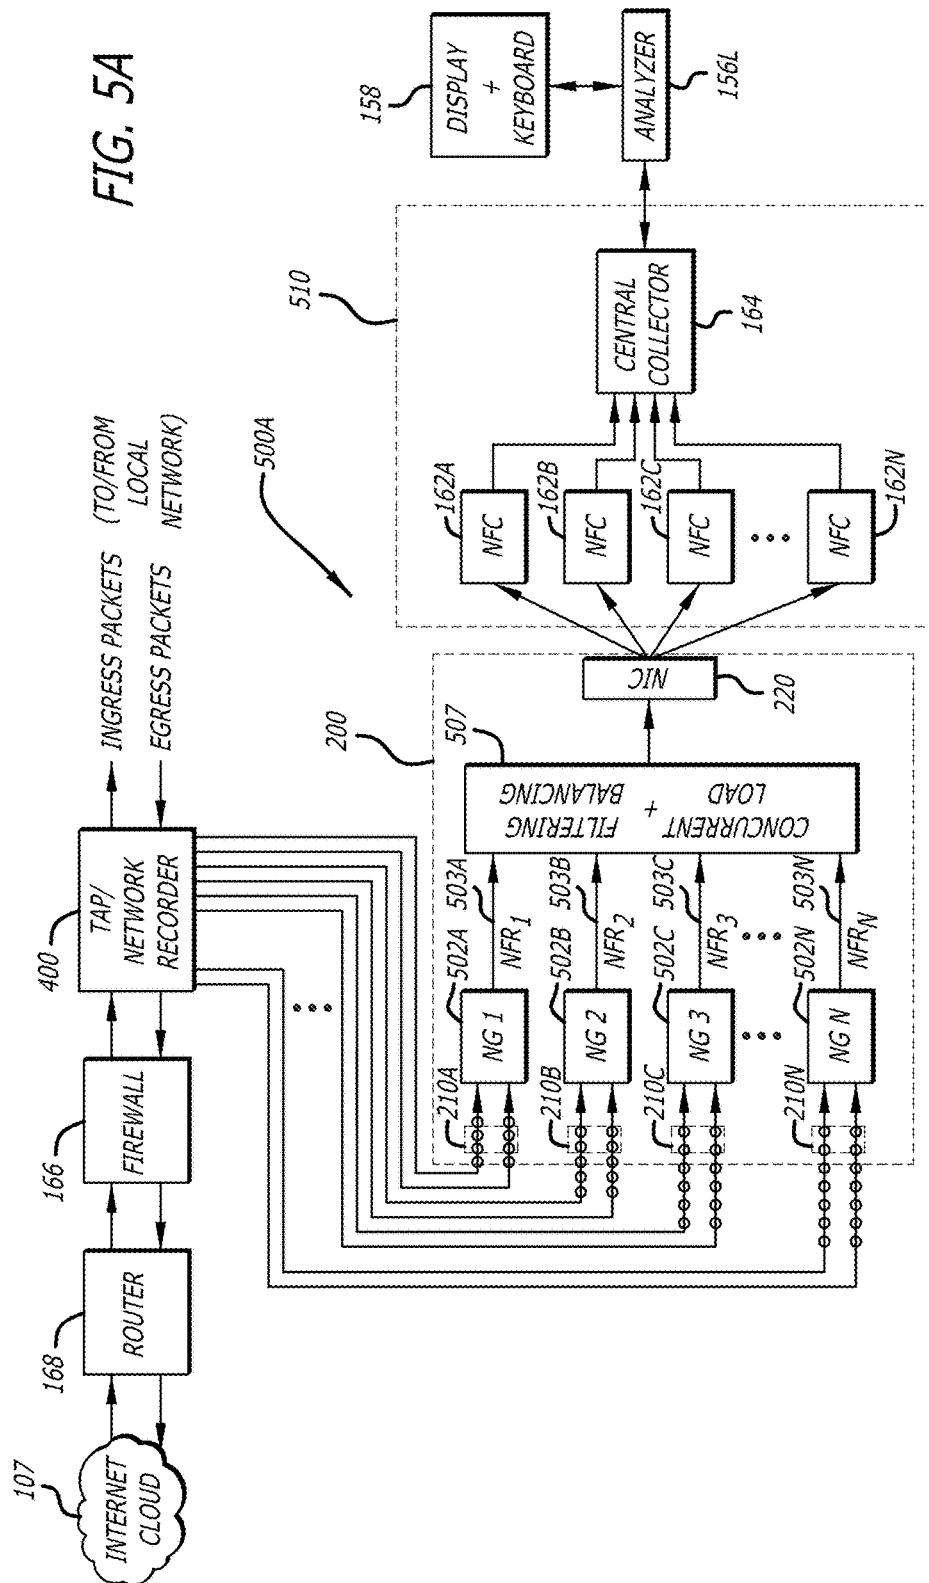 FIG. 5A
107
INTERNET
CLOUD
168
ROUTER
166
FIREWALL
400
TAP/
NETWORK
RECORDER
INGRESS PACKETS
EGRESS PACKETS
(TO/FROM
LOCAL
NETWORK)
500A
200
210A
210B
210C
210N
502A
NG 1
502B
NG 2
502C
NG 3
502N
NG N
503A
NFR1
503B
NFR2
503C
NFR3
503N
NFRN
507
CONCURRENT
FILTERING
+
LOAD
BALANCING
NIC
220
510
162A
NFC
162B
NFC
162C
NFC
162N
NFC
CENTRAL
COLLECTOR
164
158
DISPLAY
+
KEYBOARD
ANALYZER
156L